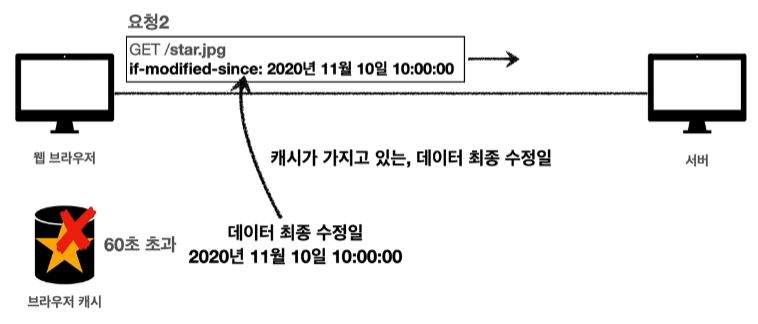 요청2
GET /star.jpg
if-modified-since: 2020년 11월 10일 10:00:00
웹 브라우저
서버
캐시가 가지고 있는, 데이터 최종 수정일
60초 초과
데이터 최종 수정일
2020년 11월 10일 10:00:00
브라우저 캐시